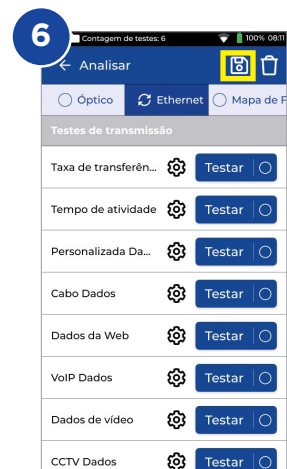 6
Contagem de testes: 6 100% 08:11
Analisar
Óptico Ethernet Mapa de F
Testes de transmissão
Taxa de transferên... Testar
Tempo de atividade Testar
Personalizada Da... Testar
Cabo Dados Testar
Dados da Web Testar
VoIP Dados Testar
Dados de vídeo Testar
CCTV Dados Testar